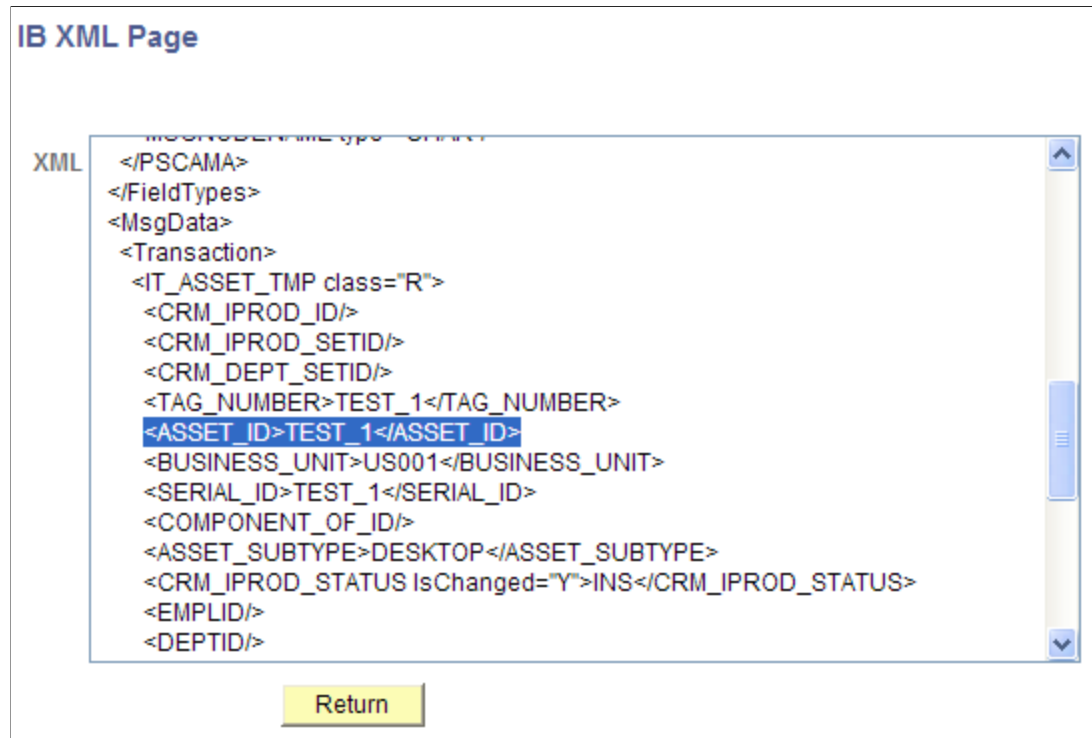 IB XML Page
XML
</PSCAMA>
</FieldTypes>
<MsgData>
<Transaction>
<IT_ASSET_TMP class="R">
<CRM_IPROD_ID/>
<CRM_IPROD_SETID/>
<CRM_DEPT_SETID/>
<TAG_NUMBER>TEST_1</TAG_NUMBER>
<ASSET_ID>TEST_1</ASSET_ID>
<BUSINESS_UNIT>US001</BUSINESS_UNIT>
<SERIAL_ID>TEST_1</SERIAL_ID>
<COMPONENT_OF_ID/>
<ASSET_SUBTYPE>DESKTOP</ASSET_SUBTYPE>
<CRM_IPROD_STATUS IsChanged="Y">INS</CRM_IPROD_STATUS>
<EMPLID/>
<DEPTID/>
Return